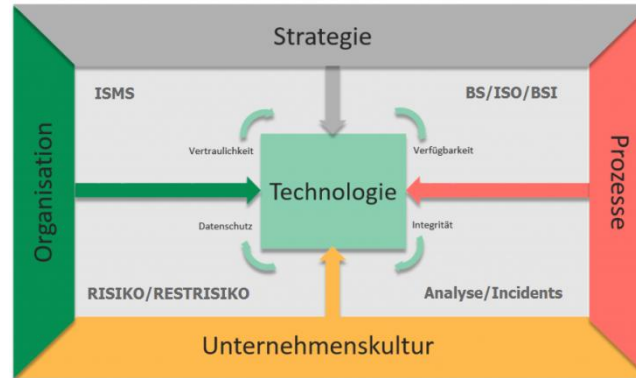 Strategie
ISMS
BS/ISO/BSI
Vertraulichkeit
Verfügbarkeit
Organisation
Technologie
Prozesse
Datenschutz
Integrität
RISIKO/RESTRISIKO
Analyse/Incidents
Unternehmenskultur